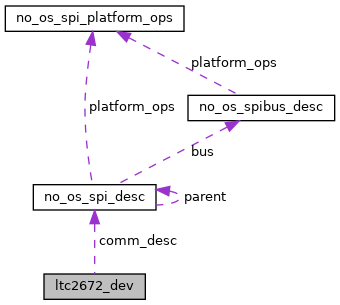 no_os_spi_platform_ops
platform_ops
no_os_spibus_desc
platform_ops
bus
no_os_spi_desc
parent
comm_desc
ltc2672_dev